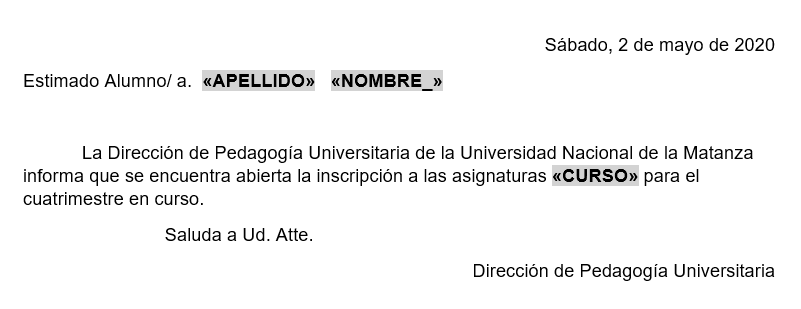 Sábado, 2 de mayo de 2020
Estimado Alumno/ a. «APELLIDO» «NOMBRE_»
La Dirección de Pedagogía Universitaria de la Universidad Nacional de la Matanza
informa que se encuentra abierta la inscripción a las asignaturas «CURSO» para el
cuatrimestre en curso.
Saluda a Ud. Atte.
Dirección de Pedagogía Universitaria